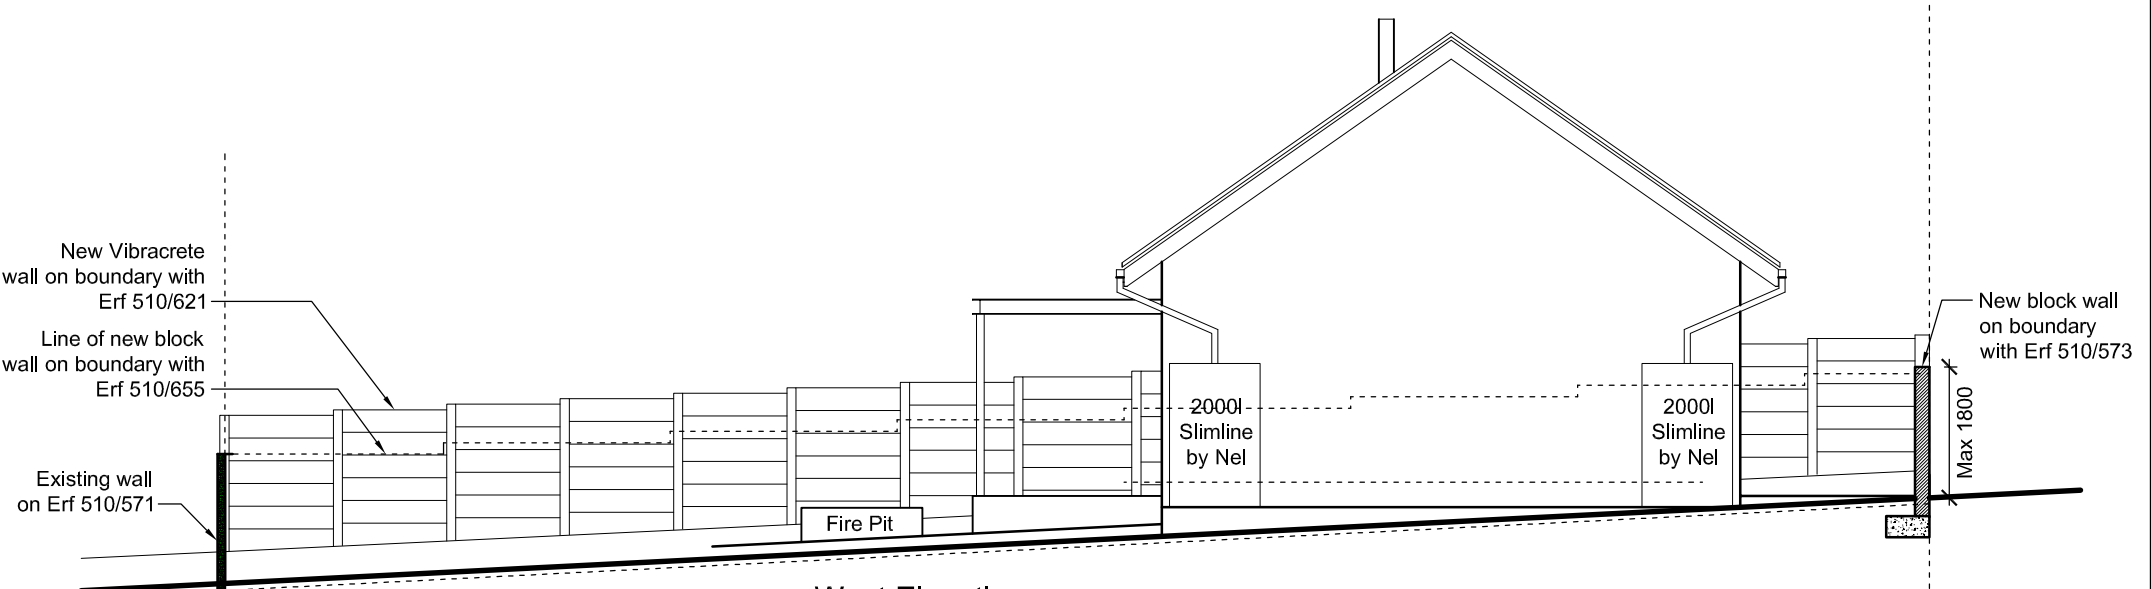 New Vibracrete
wall on boundary with
Erf 510/621
Line of new block
wall on boundary with
Erf 510/655
Existing wall
on Erf 510/571
Fire Pit
2000l
Slimline
by Nel
2000l
Slimline
by Nel
New block wall
on boundary
with Erf 510/573
Max 1800